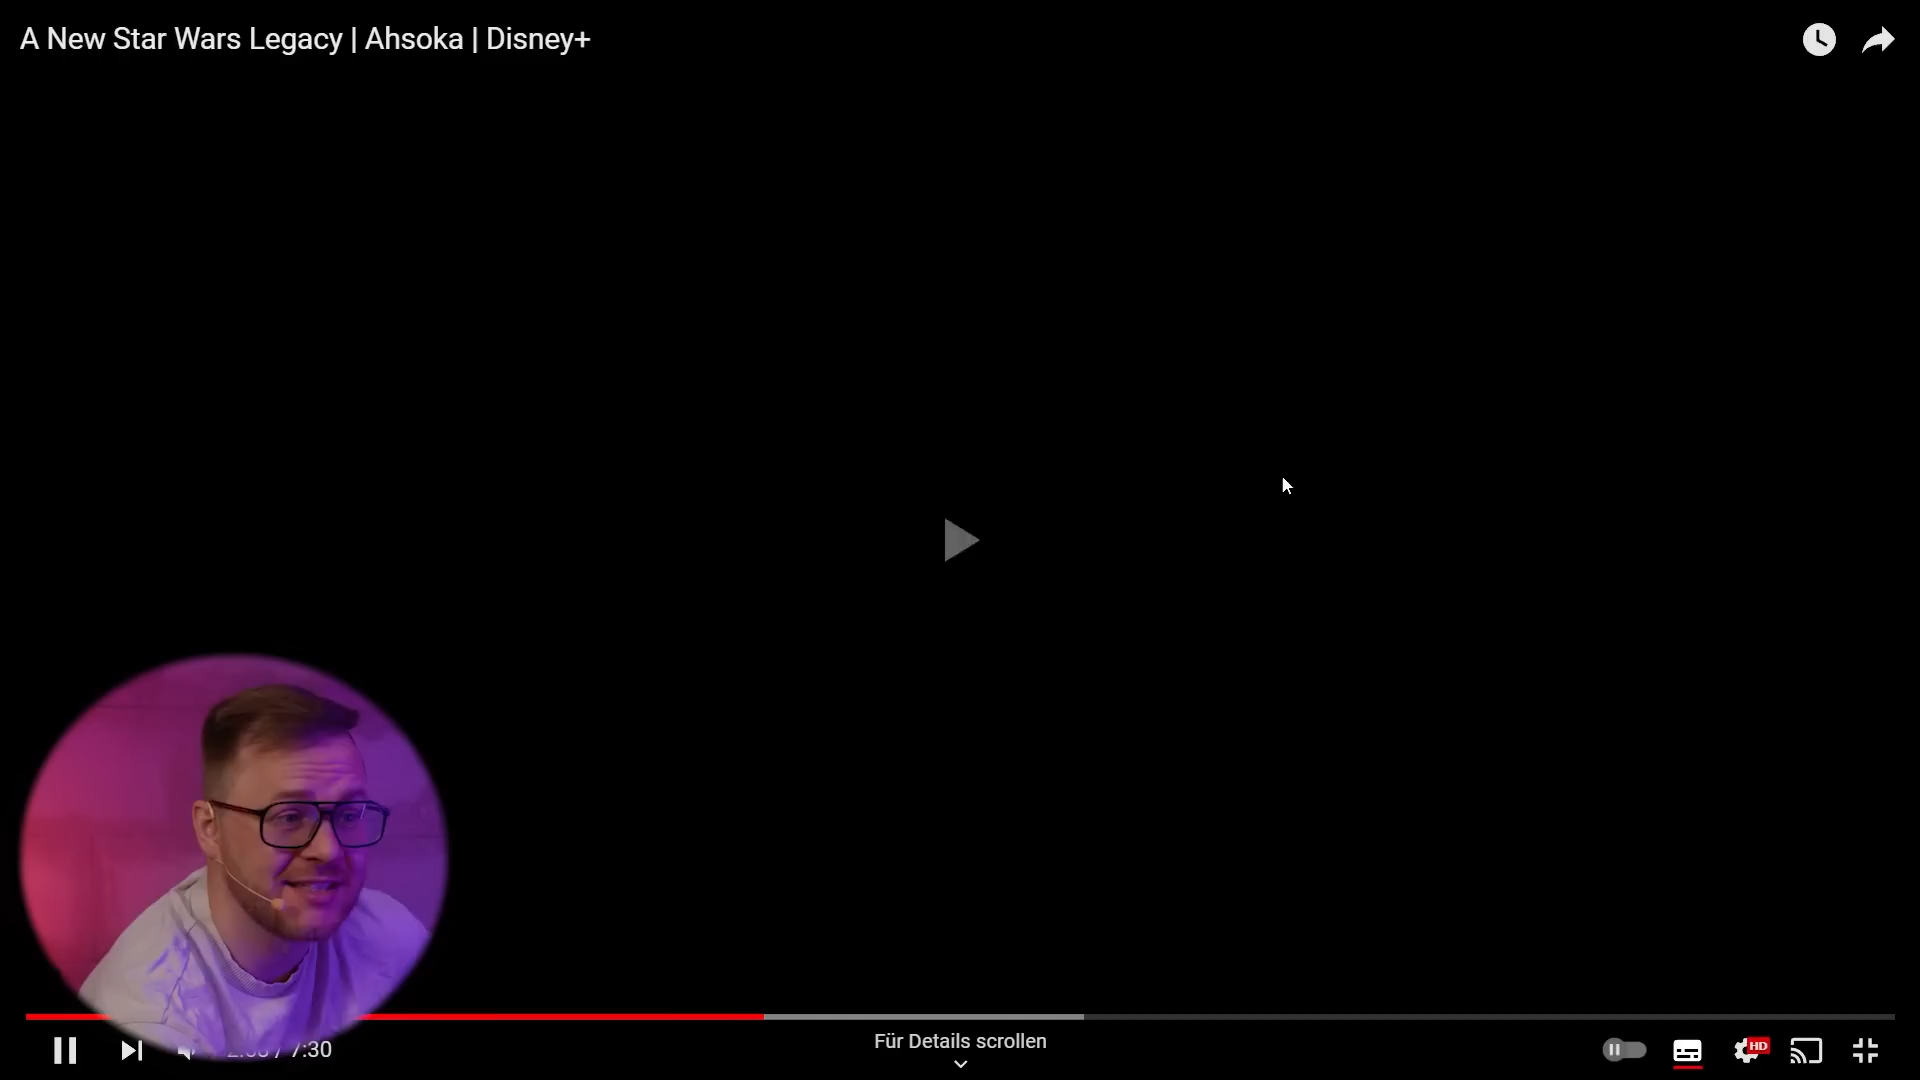 A New Star Wars Legacy | Ahsoka | Disney+
/ 7:30
Für Details scrollen
HD